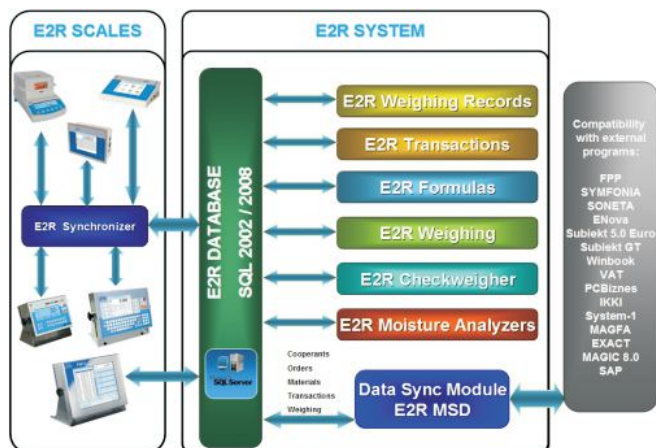 E2R SCALES
E2R Synchronizer
E2R SYSTEM
E2R DATABASE
SQL 2002 / 2008
SQL Server
E2R Weighing Records
E2R Transactions
E2R Formulas
E2R Weighing
E2R Checkweigher
E2R Moisture Analyzers
Cooperants
Orders
Materials
Transactions
Weighing
Data Sync Module
E2R MSD
Compatibility
with external
programs:
FPP
SYMFONIA
SONETA
ENova
Subiekt 5.0 Euro
Subiekt GT
Winbook
VAT
PCBiznes
IKKI
System-1
MAGFA
EXACT
MAGIC 8.0
SAP